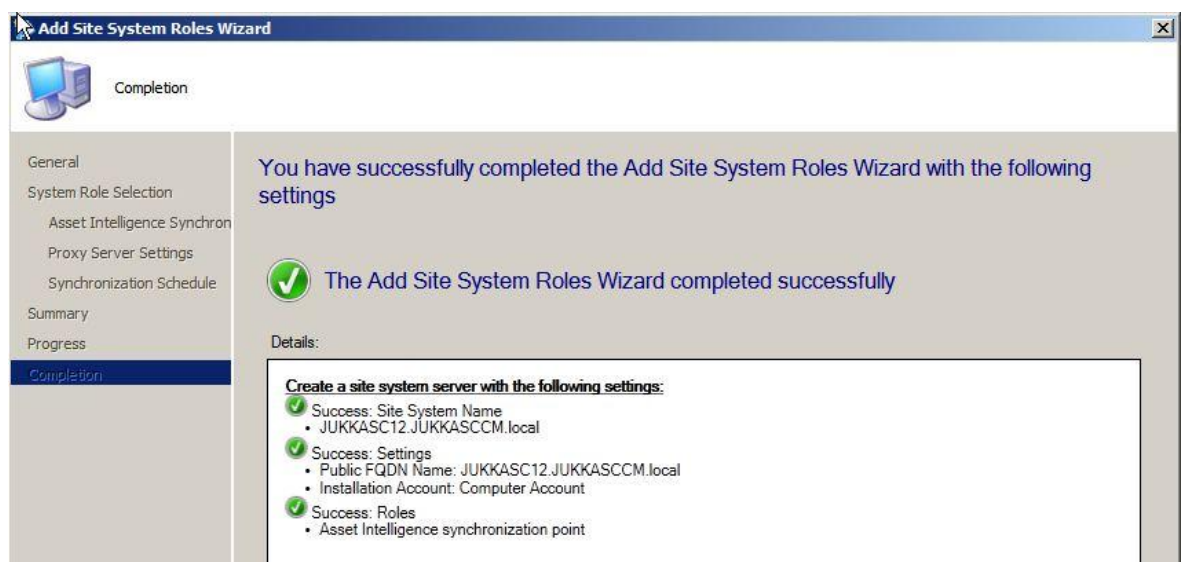 Add Site System Roles Wizard
Completion
General
System Role Selection
Asset Intelligence Synchron
Proxy Server Settings
Synchronization Schedule
Summary
Progress
Completion
You have successfully completed the Add Site System Roles Wizard with the following
settings
The Add Site System Roles Wizard completed successfully
Details:
Create a site system server with the following settings:
Success: Site System Name
• JUKKASC12.JUKKASCCM.local
Success: Settings
• Public FQDN Name: JUKKASC12.JUKKASCCM.local
• Installation Account: Computer Account
Success: Roles
• Asset Intelligence synchronization point